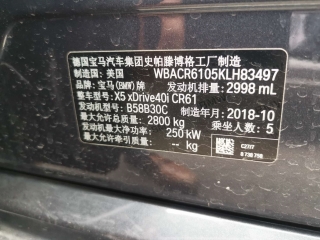 德国宝马汽车集团史帕滕博格工厂制造
制造国: 美国 WBACR6105KLH83497
品牌: 宝马(BMW)牌 发动机排量: 2998 mL
整车型号: X5 xDrive40i CR61
发动机型号: B58B30C 制造年月: 2018-10
最大允许总质量: 2800 kg 乘坐人数: 5
发动机最大净功率: 250 kW
最大允许牵引质量: -- kg